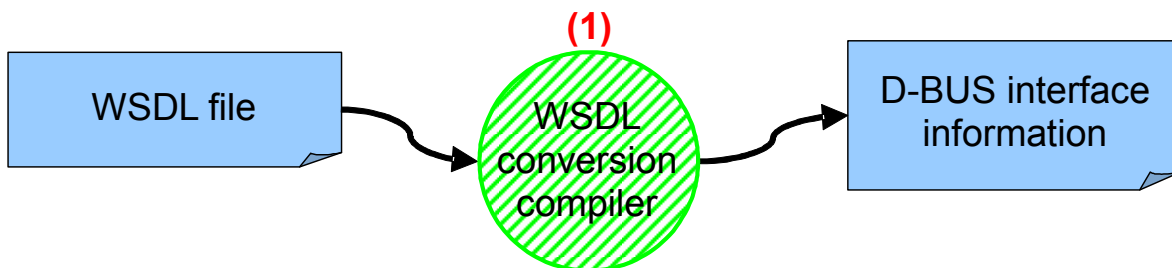 (1)
WSDL file
WSDL
conversion
compiler
D-BUS interface
information